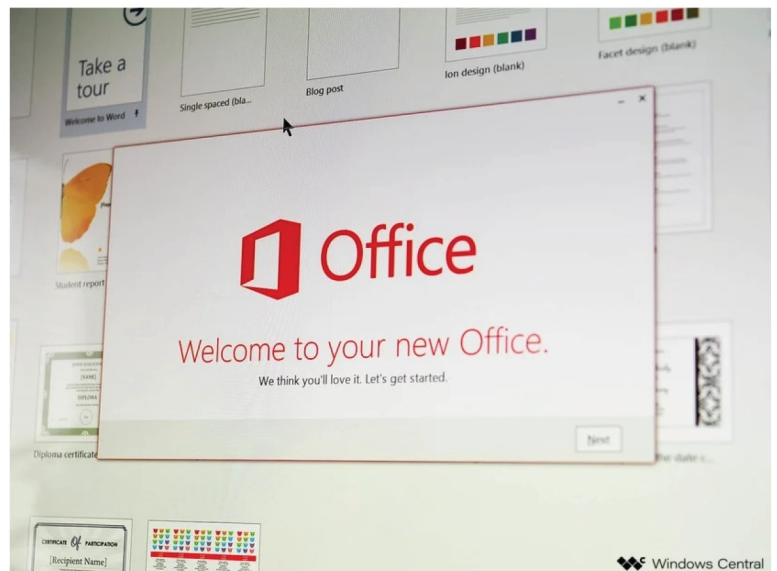 Take a
tour
Welcome to Word
Single spaced (bla...
Blog post
Ion design (blank)
Facet design (blank)
Student report
Office
Welcome to your new Office.
We think you'll love it. Let's get started.
Next
[NAME]
DIPLOMA
Diploma certificate
the date c...
CERTIFICATE Of PARTICIPATION
[Recipient Name]
Windows Central